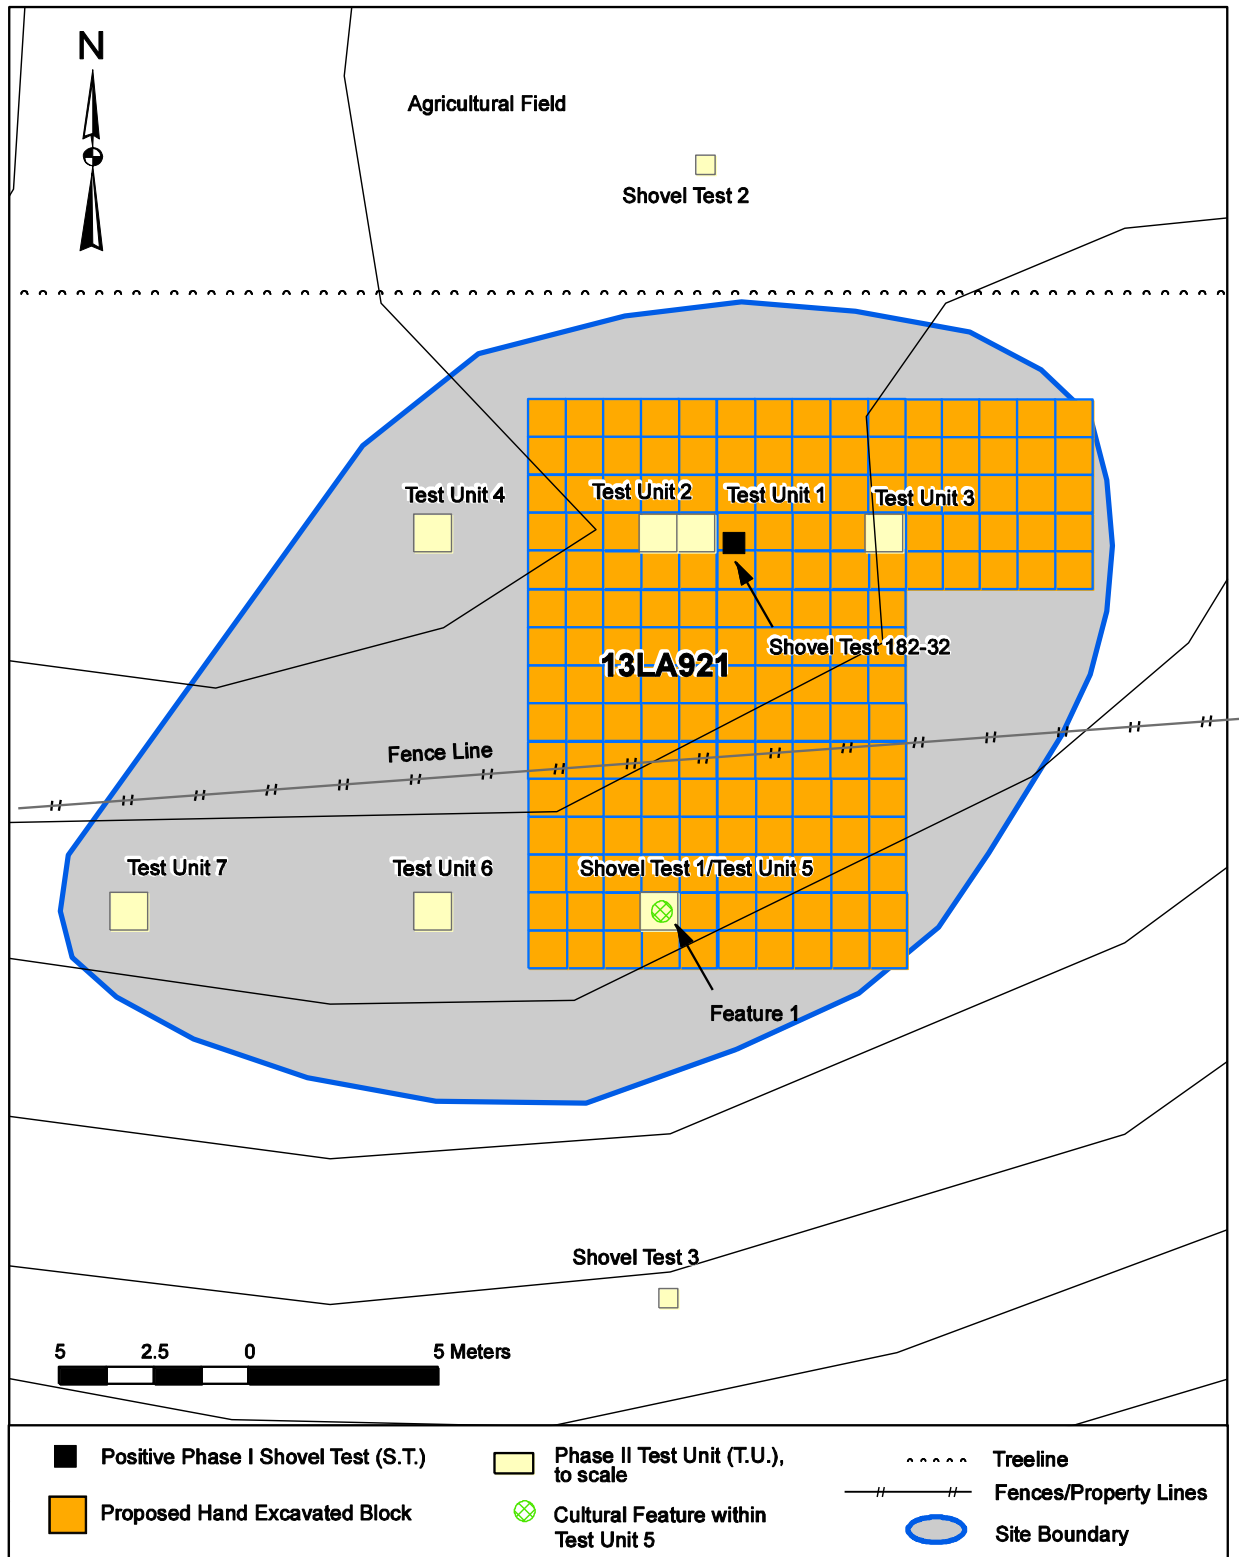 N
Agricultural Field
Shovel Test 2
Test Unit 4
Test Unit 2
Test Unit 1
Test Unit 3
Shovel Test 182-32
13LA921
Fence Line
Test Unit 7
Test Unit 6
Shovel Test 1/Test Unit 5
Feature 1
Shovel Test 3
5 2.5 0 5 Meters
Positive Phase I Shovel Test (S.T.)
Proposed Hand Excavated Block
Phase II Test Unit (T.U.),
to scale
Cultural Feature within
Test Unit 5
Treeline
Fences/Property Lines
Site Boundary